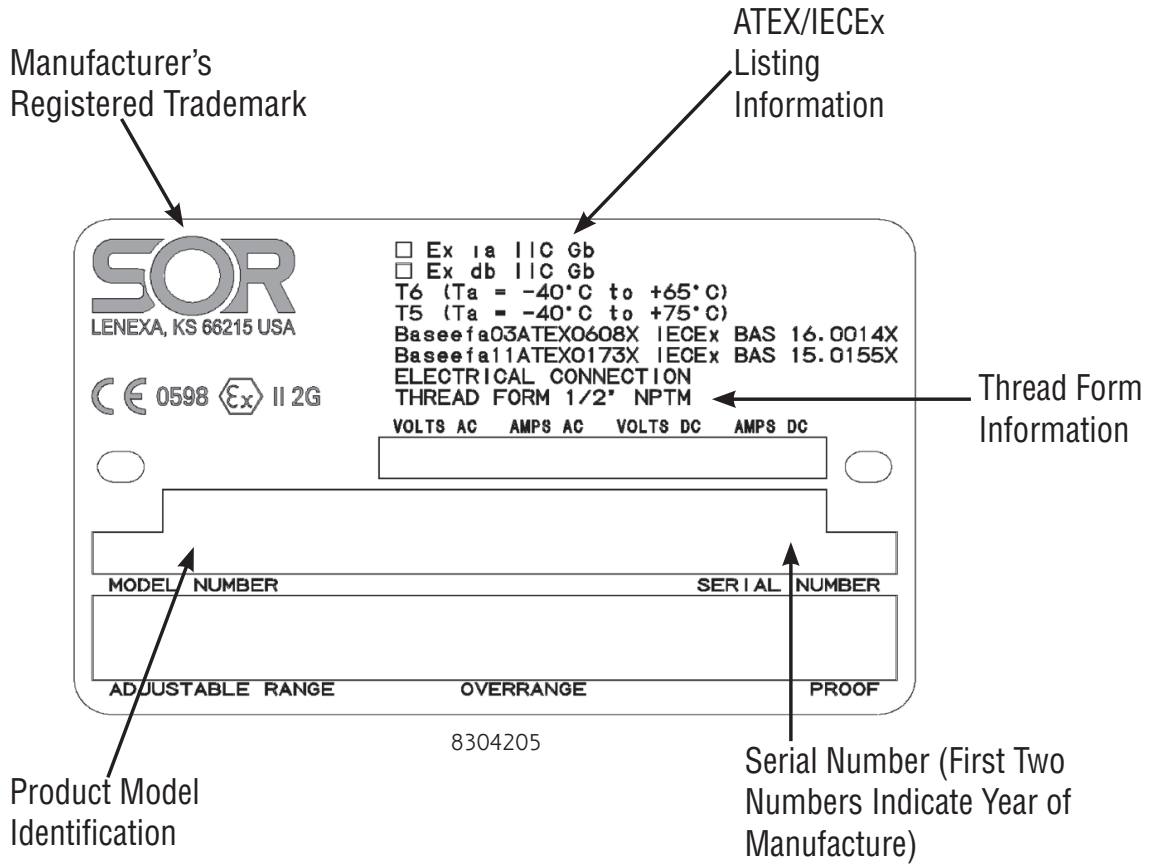 ATEX/IECEx
Listing
Information
Manufacturer's
Registered Trademark
SOR
LENEXA, KS 66215 USA
CE 0598 Ex II 2G
□ Ex ia IIC Gb
□ Ex db IIC Gb
T6 (Ta = -40°C to +65°C)
T5 (Ta = -40°C to +75°C)
Baseefa03ATEX0608X IECEx BAS 16.0014X
Baseefa11ATEX0173X IECEx BAS 15.0155X
ELECTRICAL CONNECTION
THREAD FORM 1/2" NPTM
Thread Form
Information
VOLTS AC AMPS AC VOLTS DC AMPS DC
MODEL NUMBER SERIAL NUMBER
ADJUSTABLE RANGE OVERRANGE PROOF
8304205
Product Model
Identification
Serial Number (First Two
Numbers Indicate Year of
Manufacture)